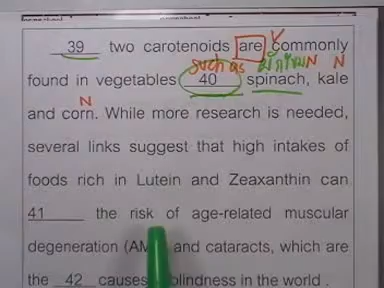 39 two carotenoids are commonly
V
such as N N
found in vegetables 40 spinach, kale
N
and corn. While more research is needed,
several links suggest that high intakes of
foods rich in Lutein and Zeaxanthin can
41 the risk of age-related muscular
degeneration (AM and cataracts, which are
the 42 causes blindness in the world .